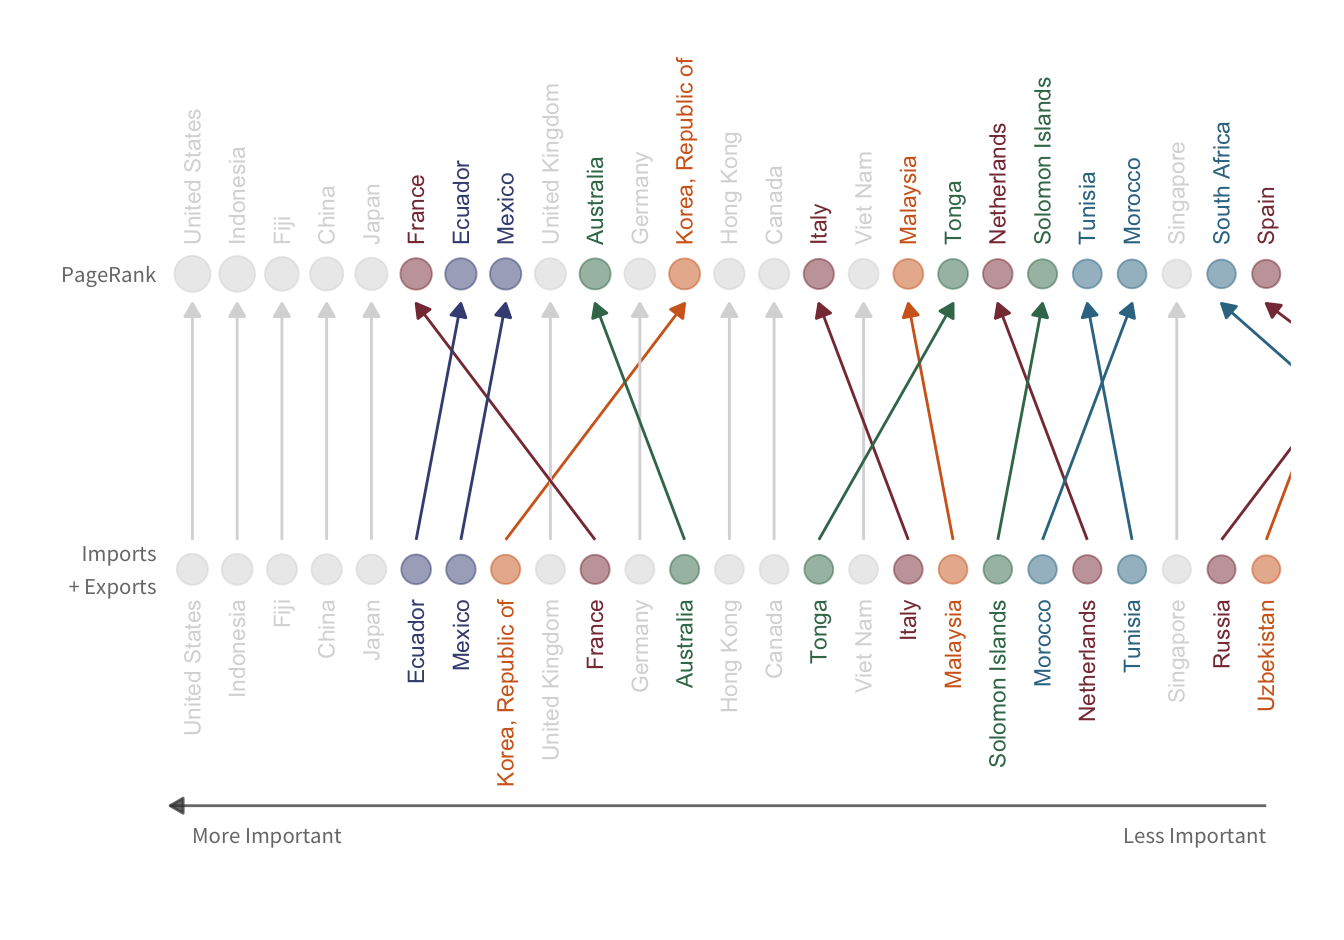 United States
Indonesia
Fiji
China
Japan
France
Ecuador
Mexico
United Kingdom
Australia
Germany
Korea, Republic of
Hong Kong
Canada
Italy
Viet Nam
Malaysia
Tonga
Netherlands
Solomon Islands
Tunisia
Morocco
Singapore
South Africa
Spain
PageRank
Imports
+ Exports
United States
Indonesia
Fiji
China
Japan
Ecuador
Mexico
Korea, Republic of
United Kingdom
France
Germany
Australia
Hong Kong
Canada
Tonga
Viet Nam
Italy
Malaysia
Solomon Islands
Morocco
Netherlands
Tunisia
Singapore
Russia
Uzbekistan
More Important
Less Important